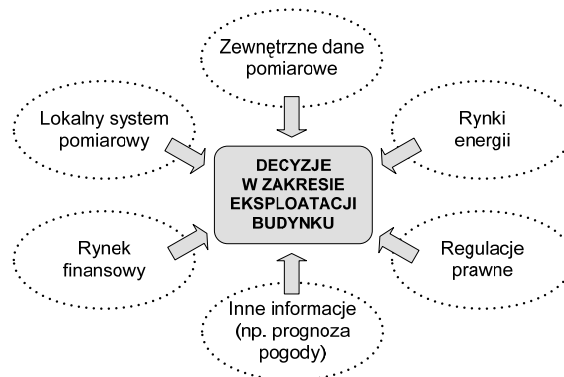 Zewnętrzne dane
pomiarowe
Lokalny system
pomiarowy
Rynki
energii
DECYZJE
W ZAKRESIE
EKSPLOATACJI
BUDYNKU
Rynek
finansowy
Regulacje
prawne
Inne informacje
(np. prognoza
pogody)